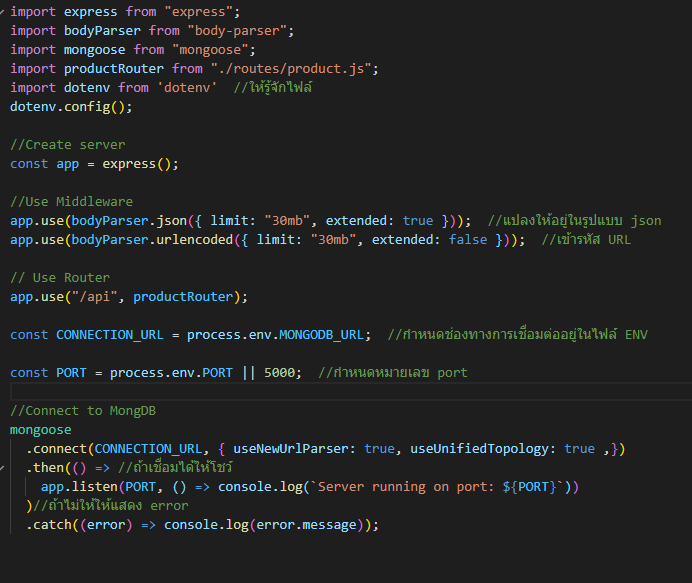 import express from "express";
import bodyParser from "body-parser";
import mongoose from "mongoose";
import productRouter from "./routes/product.js";
import dotenv from 'dotenv'  //ให้รู้จักไฟล์
dotenv.config();
//Create server
const app = express();
//Use Middleware
app.use(bodyParser.json({ limit: "30mb", extended: true }));  //แปลงให้อยู่ในรูปแบบ json
app.use(bodyParser.urlencoded({ limit: "30mb", extended: false }));  //เข้ารหัส URL
// Use Router
app.use("/api", productRouter);
const CONNECTION_URL = process.env.MONGODB_URL;  //กำหนดช่องทางการเชื่อมต่ออยู่ในไฟล์ ENV
const PORT = process.env.PORT || 5000;  //กำหนดหมายเลข port
//Connect to MongDB
mongoose
  .connect(CONNECTION_URL, { useNewUrlParser: true, useUnifiedTopology: true ,})
  .then(() => //ถ้าเชื่อมได้ให้โชว์
    app.listen(PORT, () => console.log(`Server running on port: ${PORT}`))
  )//ถ้าไม่ให้ให้แสดง error
  .catch((error) => console.log(error.message));